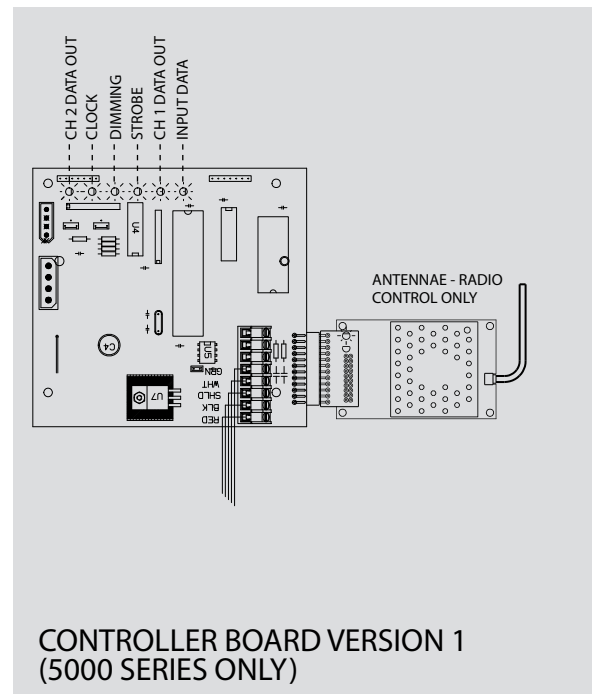 CH 2 DATA OUT
CLOCK
DIMMING
STROBE
CH 1 DATA OUT
INPUT DATA
U4
ANTENNAE - RADIO
CONTROL ONLY
C4
U5
GRN
WHT
SHLD
BLK
RED
U7
CONTROLLER BOARD VERSION 1
(5000 SERIES ONLY)